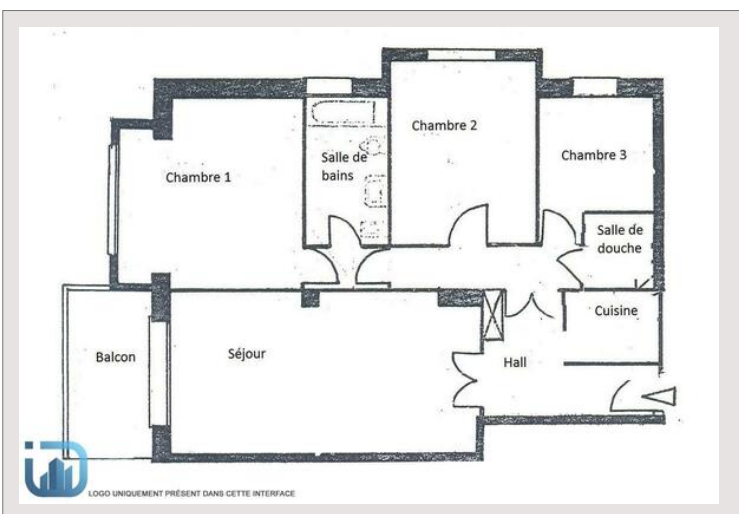 Chambre 2
Chambre 3
Salle de
bains
Chambre 1
Salle de
douche
Cuisine
Balcon
Séjour
Hall
LOGO UNIQUEMENT PRÉSENT DANS CETTE INTERFACE